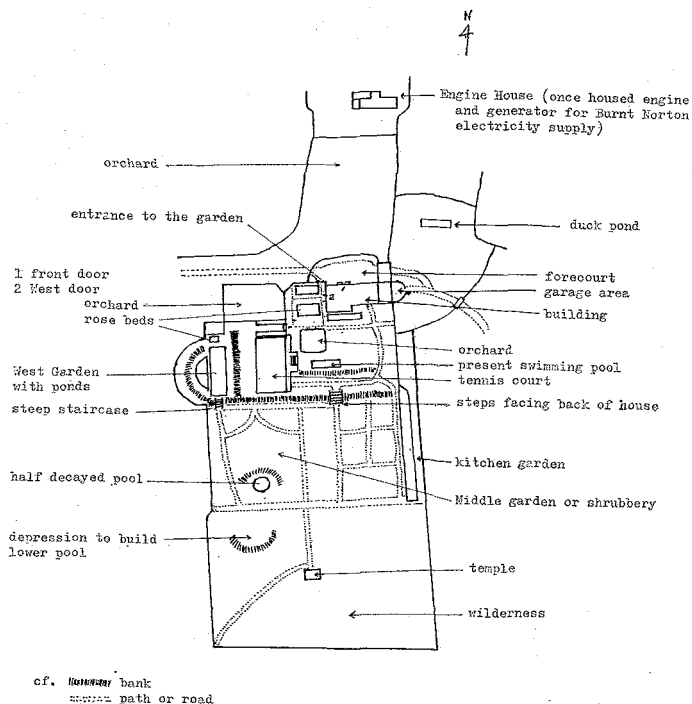 N
Engine House (once housed engine
and generator for Burnt Norton
electricity supply)
orchard
entrance to the garden
duck pond
1 front door
2 West door
orchard
rose beds
forecourt
garage area
building
1
2
West Garden
with ponds
steep staircase
orchard
present swimming pool
tennis court
steps facing back of house
half decayed pool
kitchen garden
Middle garden or shrubbery
depression to build
lower pool
temple
wilderness
cf. bank
path or road